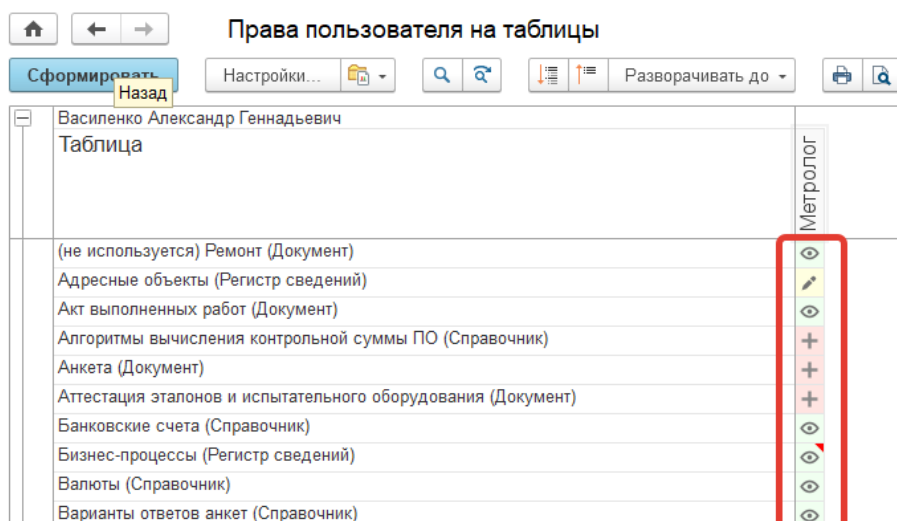 Права пользователя на таблицы
Сформировать
Настройки...
Разворачивать до
Назад
Василенко Александр Геннадьевич
Таблица
Метролог
(не используется) Ремонт (Документ)
Адресные объекты (Регистр сведений)
Акт выполненных работ (Документ)
Алгоритмы вычисления контрольной суммы ПО (Справочник)
Анкета (Документ)
Аттестация эталонов и испытательного оборудования (Документ)
Банковские счета (Справочник)
Бизнес-процессы (Регистр сведений)
Валюты (Справочник)
Варианты ответов анкет (Справочник)